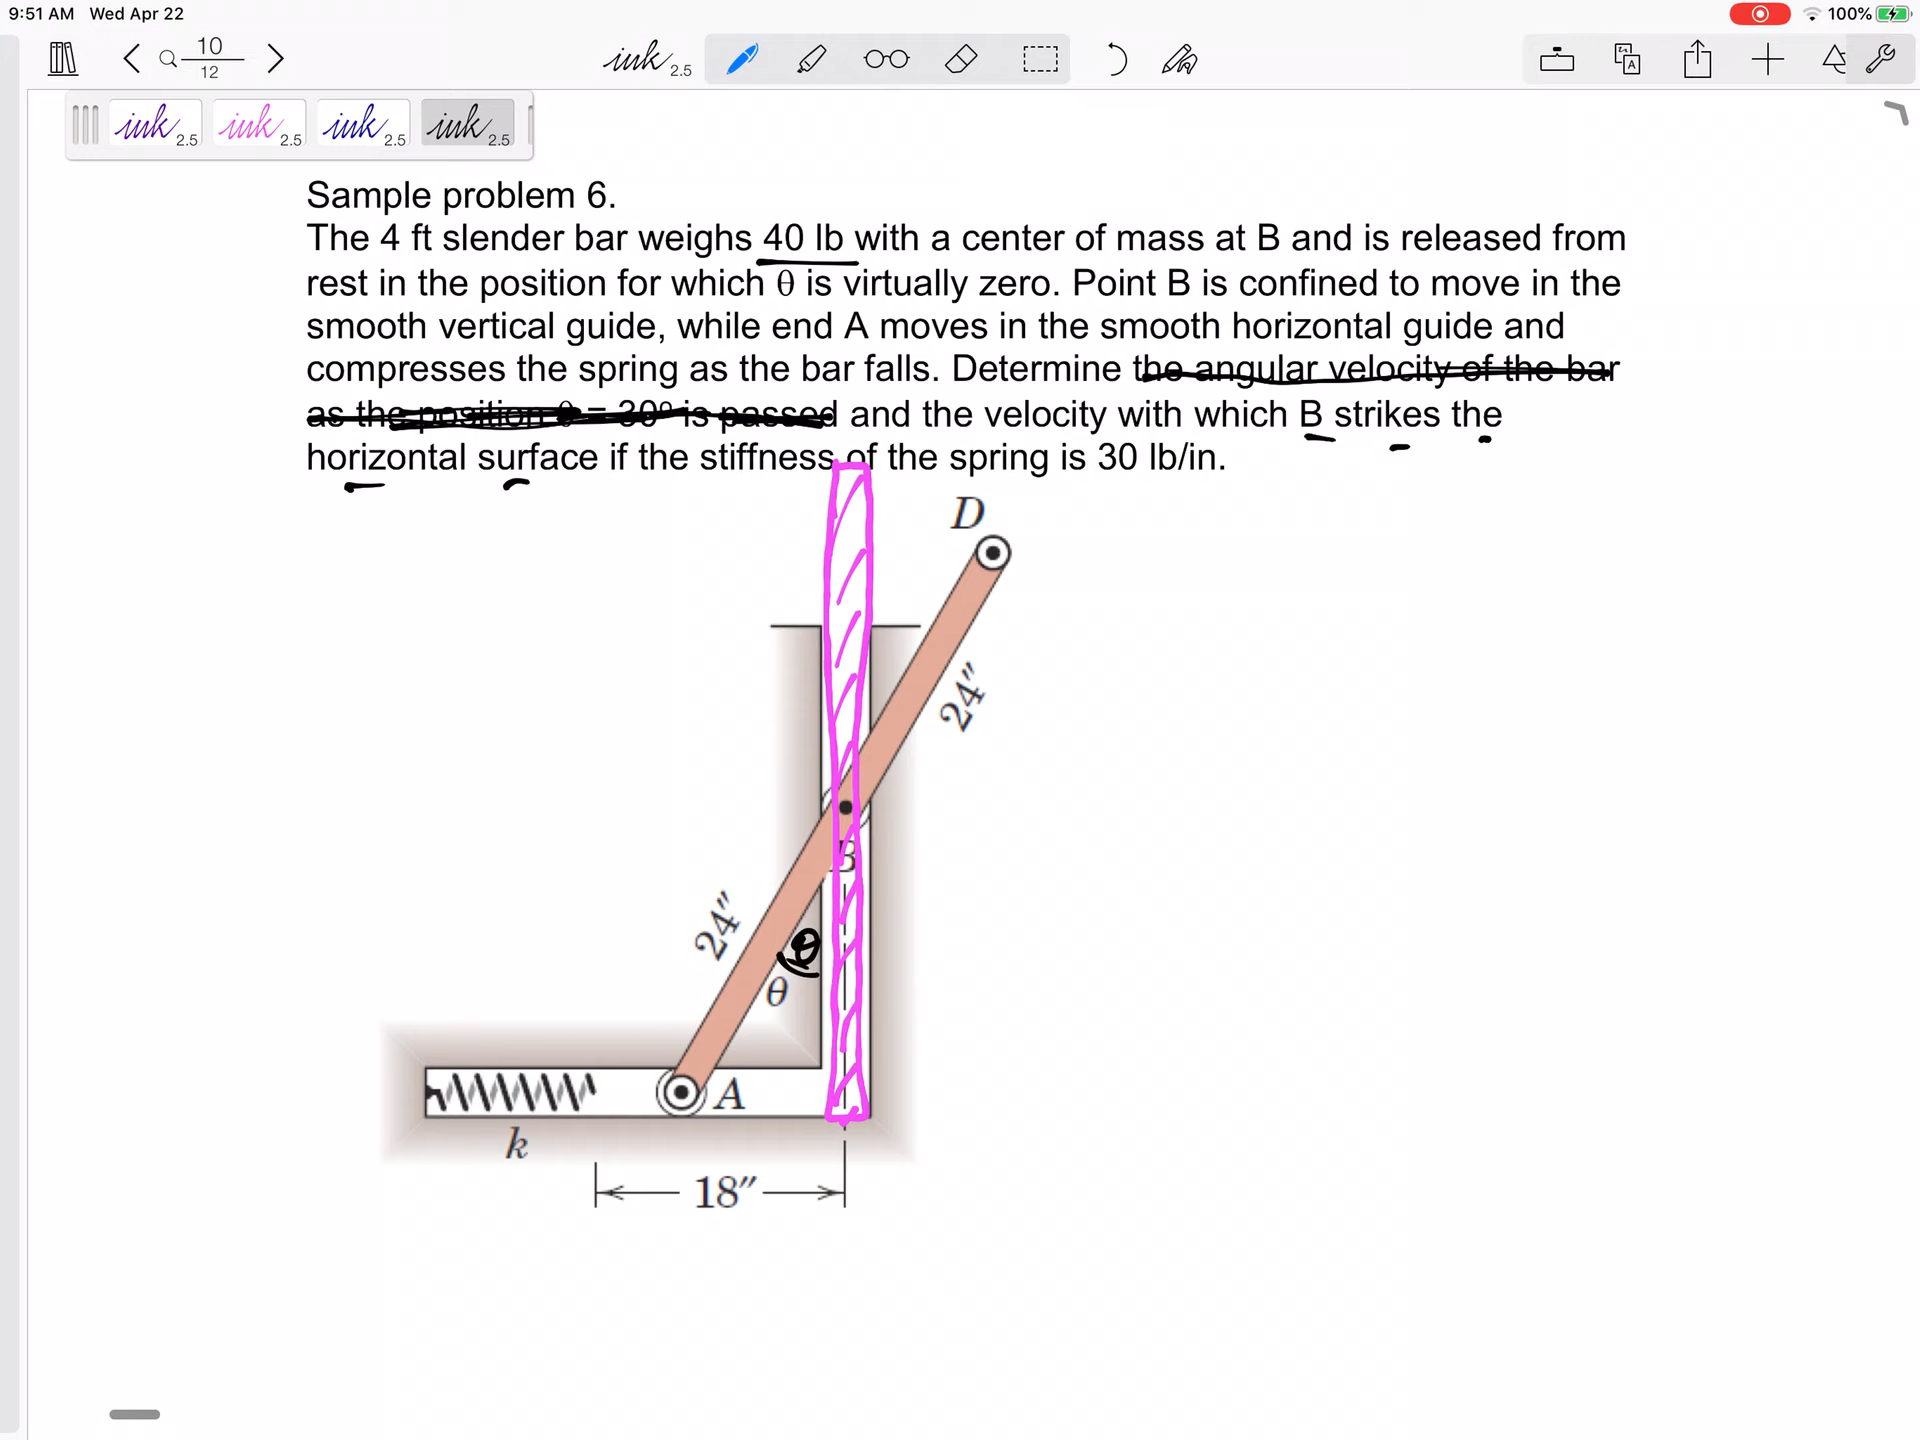 9:51 AM Wed Apr 22
100%
10
12
ink 2.5
ink 2.5
ink 2.5
ink 2.5
ink 2.5
Sample problem 6.
The 4 ft slender bar weighs 40 lb with a center of mass at B and is released from
rest in the position for which θ is virtually zero. Point B is confined to move in the
smooth vertical guide, while end A moves in the smooth horizontal guide and
compresses the spring as the bar falls. Determine the angular velocity of the bar
as the position θ = 30º is passed and the velocity with which B strikes the
horizontal surface if the stiffness of the spring is 30 lb/in.
D
24″
B
24″
θ
θ
A
k
18″